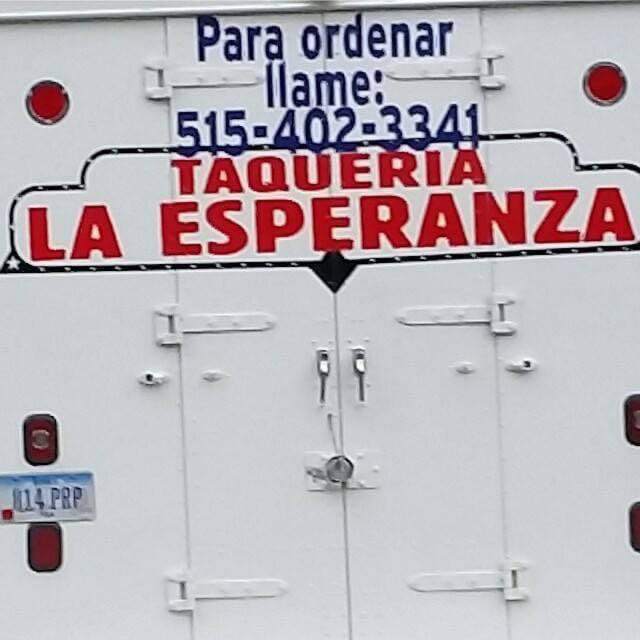 Para ordenar
llame:
515-402-3341
TAQUERIA
LA ESPERANZA